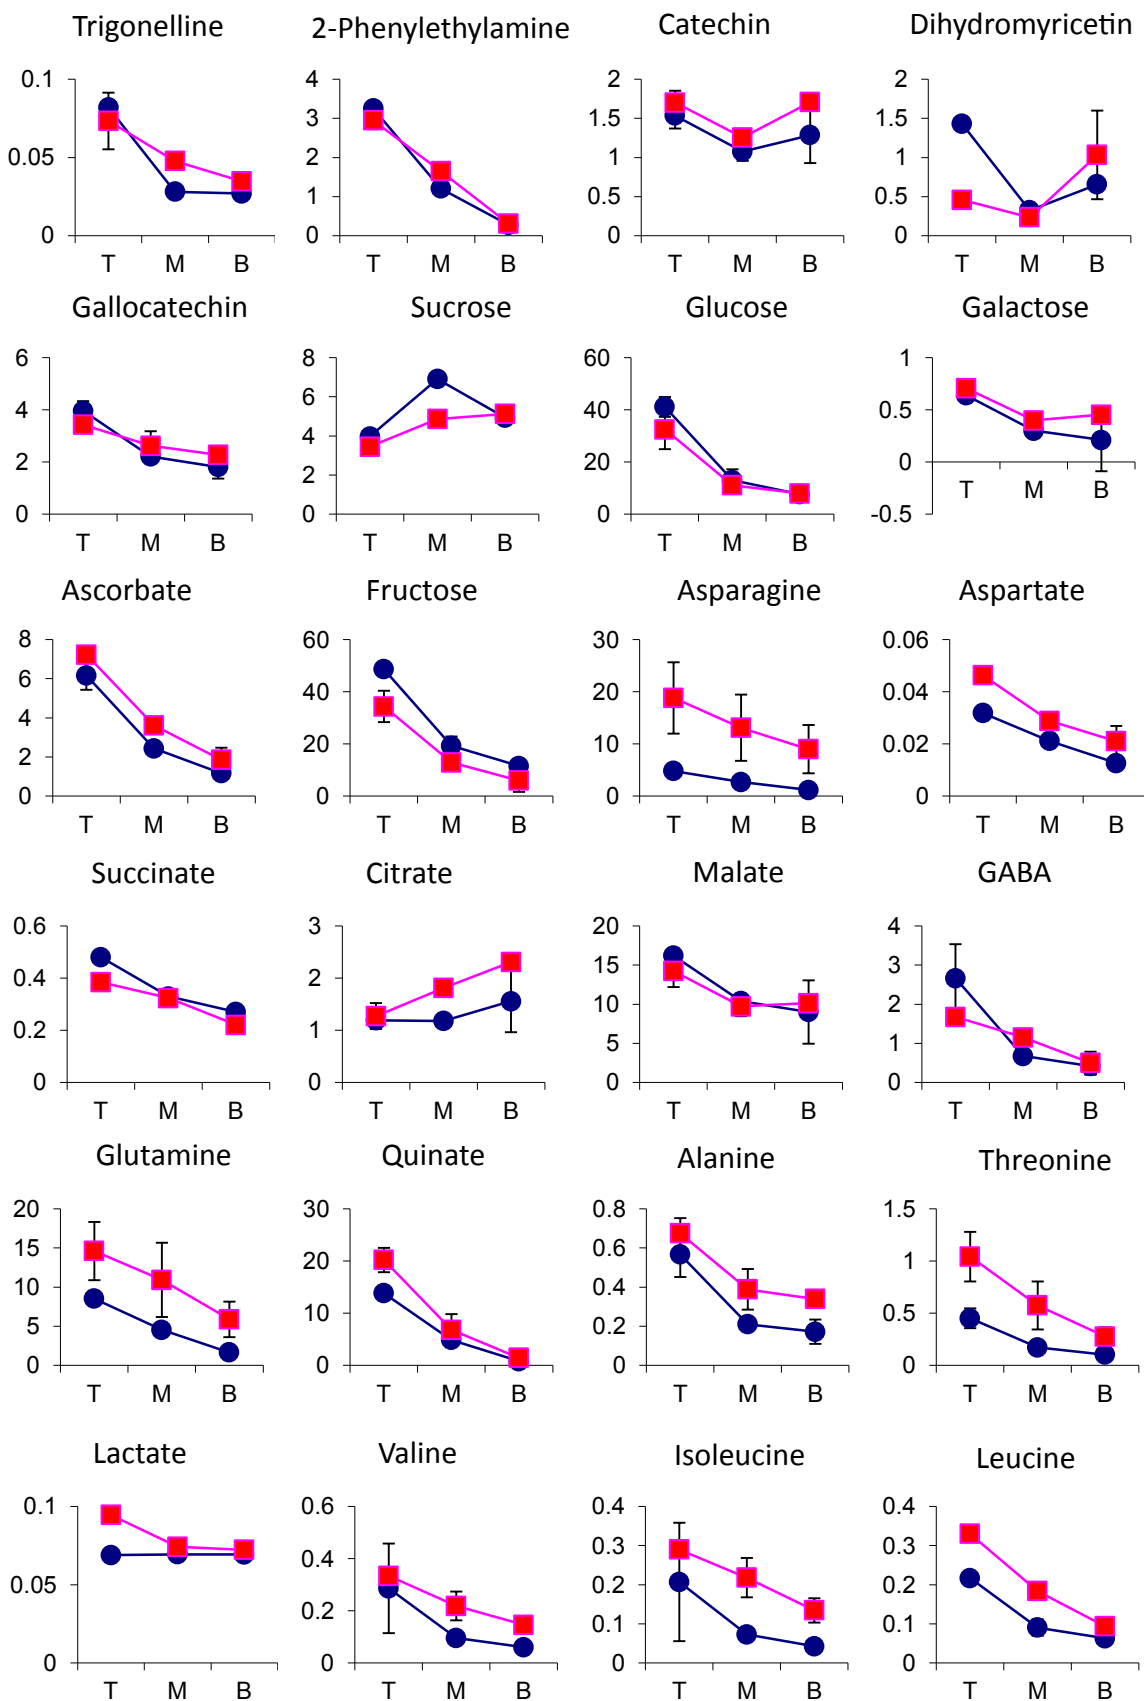 Trigonelline 2-Phenylethylamine Catechin Dihydromyricetin
0.1 4 2 2
3 1.5 1.5
0.05 2 1 1
1 0.5 0.5
0 0 0 0
T M B T M B T M B T M B
Gallocatechin Sucrose Glucose Galactose
6 8 60 1
4 6 40 0.5
2 4 20 0
2
0 0 0 -0.5
T M B T M B T M B T M B
Ascorbate Fructose Asparagine Aspartate
8 60 30 0.06
6 40 20 0.04
4 20 10 0.02
2
0 0 0 0
T M B T M B T M B T M B
Succinate Citrate Malate GABA
0.6 3 20 4
0.4 2 15 3
0.2 1 10 2
5 1
0 0 0 0
T M B T M B T M B T M B
Glutamine Quinate Alanine Threonine
20 30 0.8 1.5
15 20 0.6 1
10 10 0.4 0.5
5 0.2
0 0 0 0
T M B T M B T M B T M B
Lactate Valine Isoleucine Leucine
0.1 0.6 0.4 0.4
0.4 0.3 0.3
0.05 0.2 0.2 0.2
0.1 0.1
0 0 0 0
T M B T M B T M B T M B